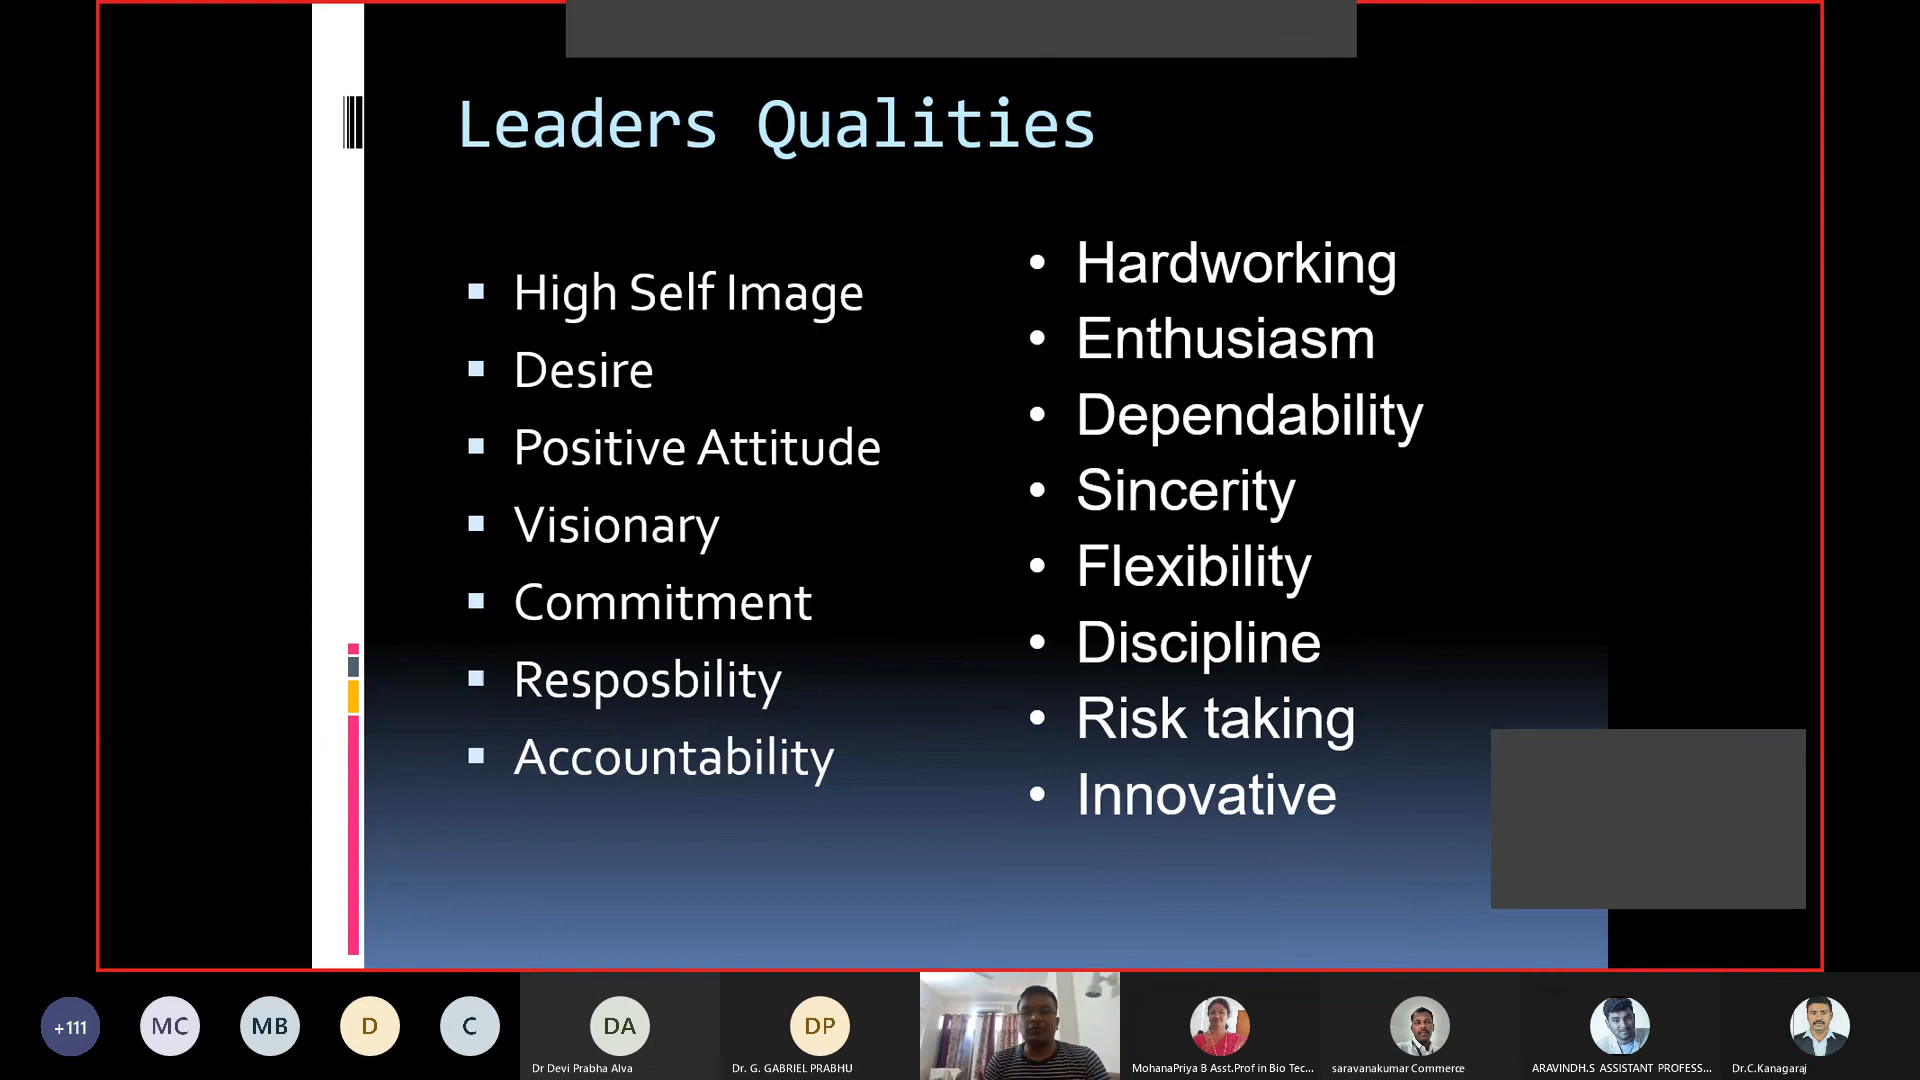 Leaders Qualities
High Self Image
Desire
Positive Attitude
Visionary
Commitment
Resposbility
Accountability
Hardworking
Enthusiasm
Dependability
Sincerity
Flexibility
Discipline
Risk taking
Innovative
+111
MC
MB
D
C
DA
Dr Devi Prabha Alva
DP
Dr. G. GABRIEL PRABHU
MohanaPriya B Asst.Prof in Bio Tec...
saravanakumar Commerce
ARAVINDH.S ASSISTANT PROFESS...
Dr.C.Kanagaraj